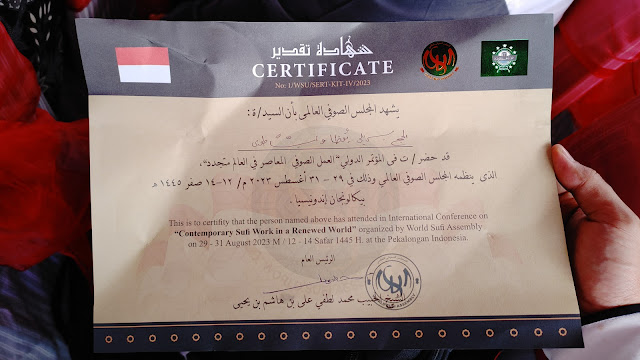 شهادة تقدير
CERTIFICATE
No: 1/WSU/SERT-KIT-IV/2023
يشهد المجلس الصوفي العالمي بأن السيد/ة :
قد حضر / ت في المؤتمر الدولي "العمل الصوفي المعاصر في العالم متجدد"،
الذي ينظمه المجلس الصوفي العالمي وذلك في ٢٩ - ٣١ أغسطس ٢٠٢٣ م/ ١٢-١٤ صفر ١٤٤٥ هـ
بيكالونجان إندونيسيا .
This is to certify that the person named above has attended in International Conference on
"Contemporary Sufi Work in a Renewed World" organized by World Sufi Assembly
on 29 - 31 August 2023 M / 12 - 14 Safar 1445 H. at the Pekalongan Indonesia.
الرئيس العام
الشيخ الحبيب محمد لطفي علي بن هاشم بن يحيى